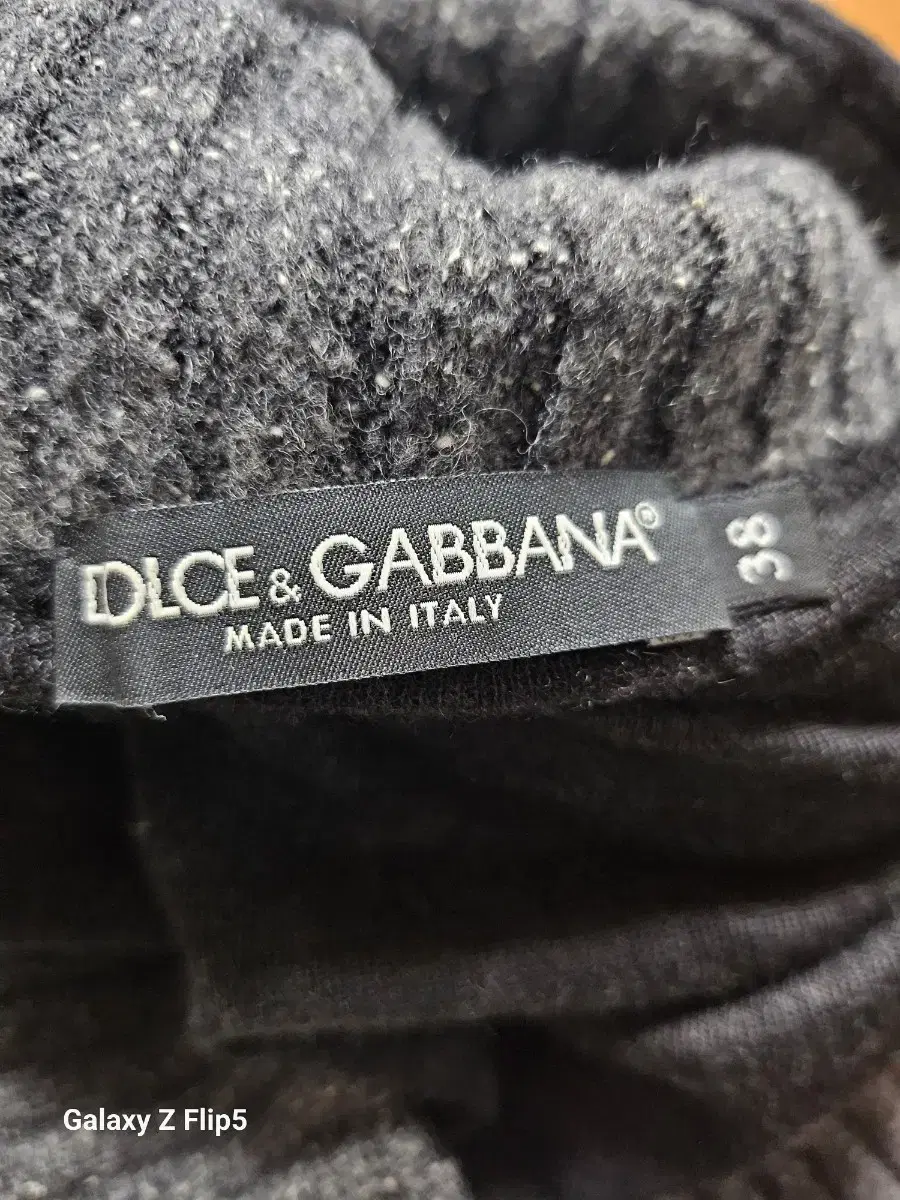 DLCE & GABBANA®
MADE IN ITALY
38
Galaxy Z Flip5